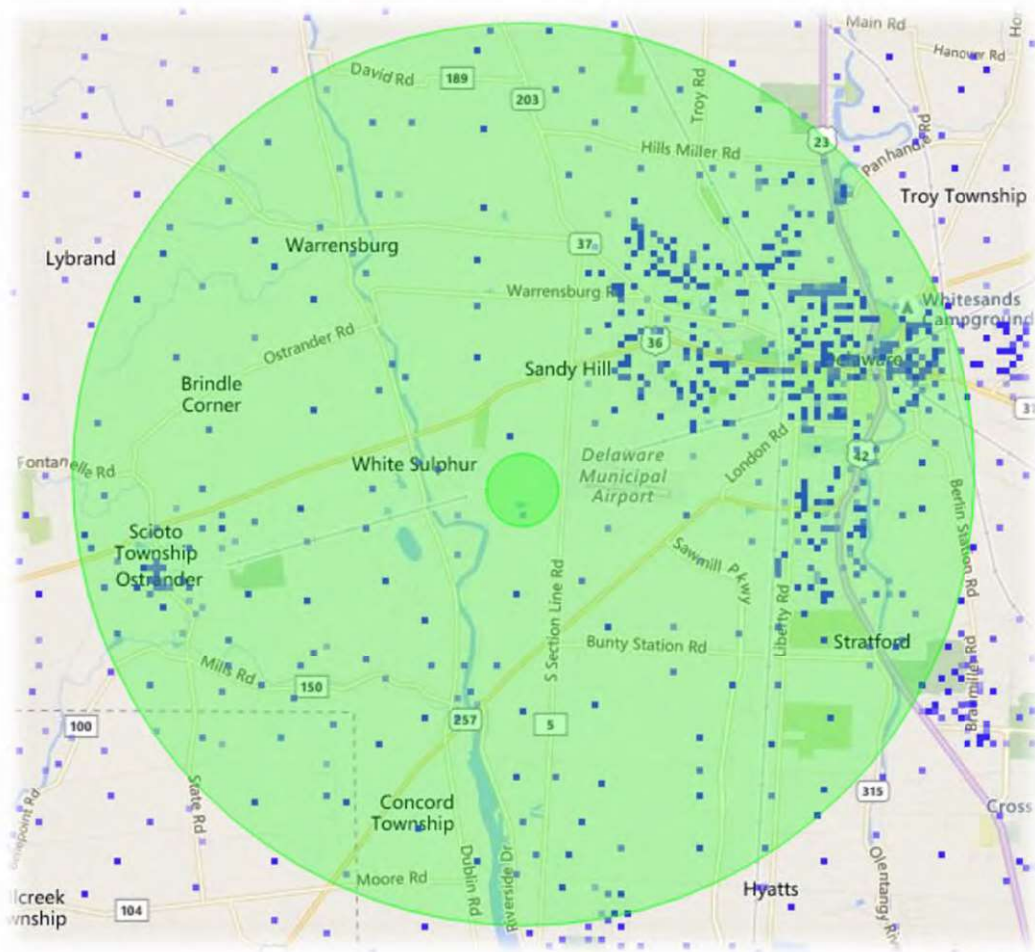 Main Rd
Hanover Rd
David Rd
189
203
Troy Rd
23
Hills Miller Rd
Panhandle Rd
Troy Township
37
Warrensburg
Lybrand
Whitesands
Campground
Warrensburg R
Ostrander Rd
36
Delaware
Sandy Hill
Brindle
Corner
Delaware
Municipal
Airport
London Rd
42
Fontanelle Rd
White Sulphur
Berlin Station Rd
Scioto
Township
Ostrander
Sawmill Pkwy
S Section Line Rd
Liberty Rd
Bunty Station Rd
Stratford
Mills Rd
150
Braumiller Rd
100
257
5
State Rd
315
Concord
Township
Cross
Dublin Rd
Riverside Dr
Moore Rd
Hyatts
Olentangy Riv
lcreek
wnship
104